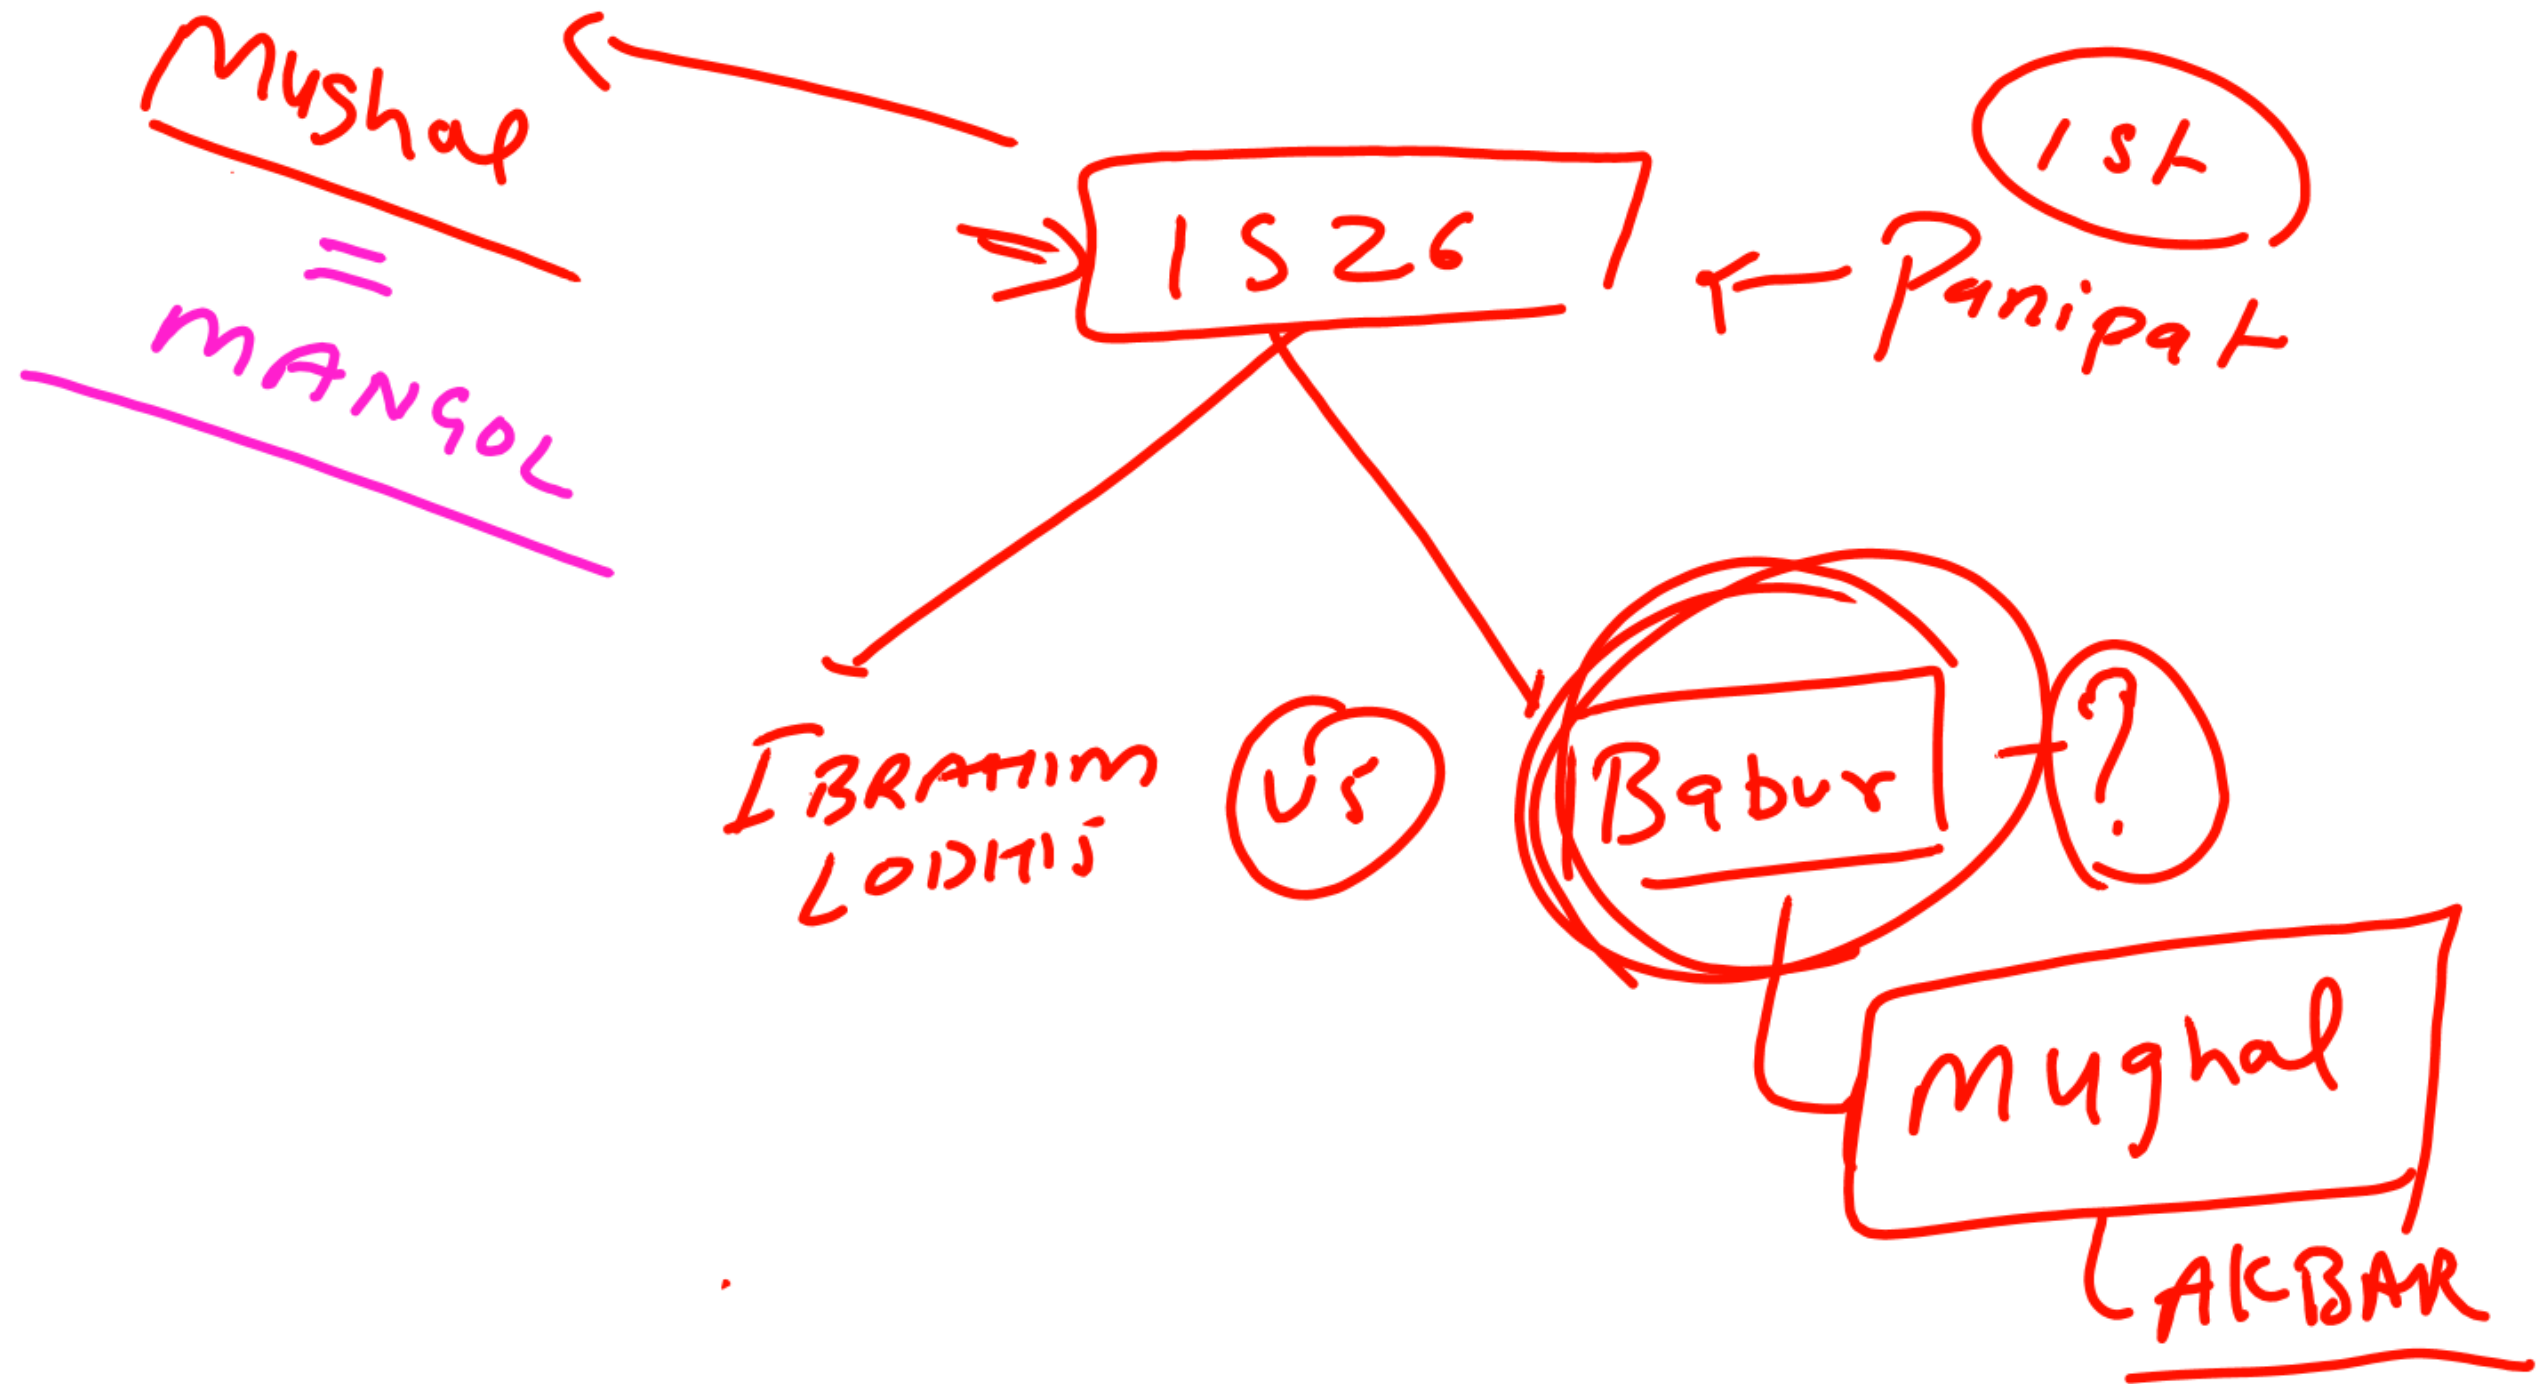 Mughal
=
MANGOL
1526
1st
Panipat
IBRAHIM
LODHI
VS
Babur
- ?
Mughal
AKBAR